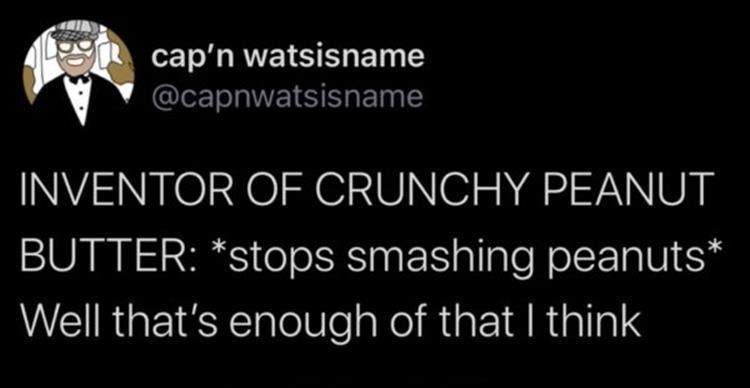 cap’n watsisname
@capnwatsisname
INVENTOR OF CRUNCHY PEANUT
BUTTER: *stops smashing peanuts*
Well that’s enough of that I think